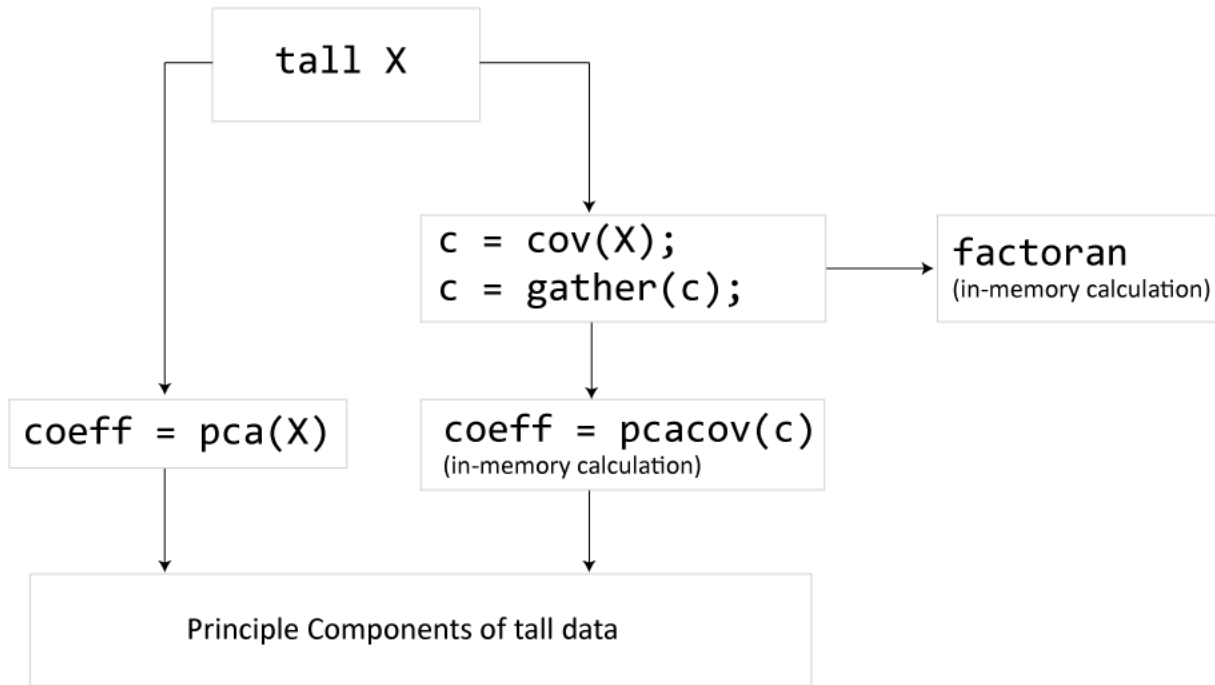 tall X
c = cov(X);
c = gather(c);
factoran
(in-memory calculation)
coeff = pca(X)
coeff = pcacov(c)
(in-memory calculation)
Principle Components of tall data